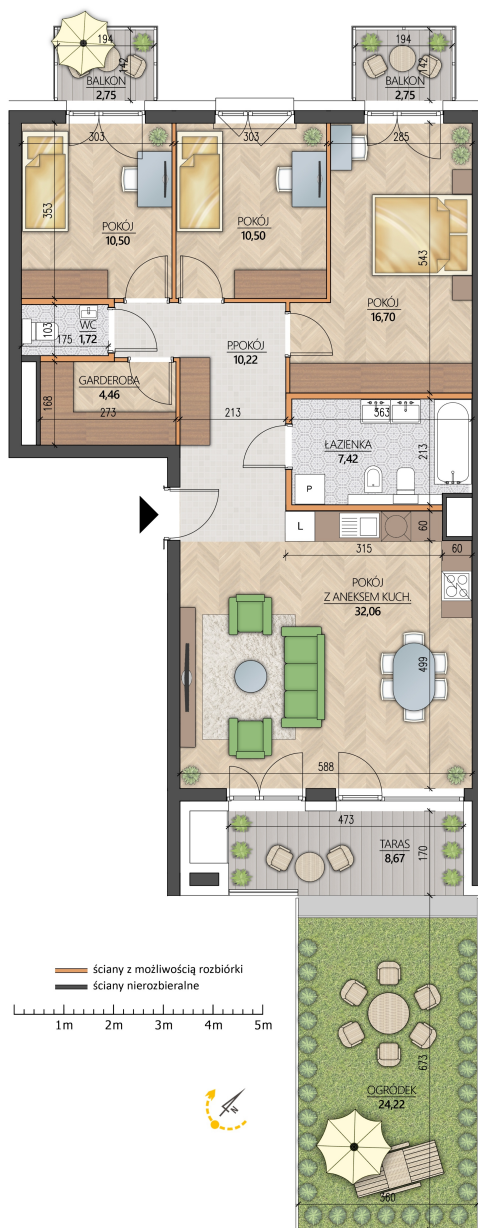 194
194
142
142
BALKON
2,75
BALKON
2,75
303
303
285
353
543
POKÓJ
10,50
POKÓJ
10,50
POKÓJ
16,70
103
WC
1,72
175
P.POKÓJ
10,22
GARDEROBA
4,46
168
273
213
363
ŁAZIENKA
7,42
213
P
L
60
315
60
POKÓJ
Z ANEKSEM KUCH.
32,06
499
588
473
TARAS
8,67
170
ściany z możliwością rozbiórki
ściany nierozbieralne
1m 2m 3m 4m 5m
N
673
OGRÓDEK
24,22
360